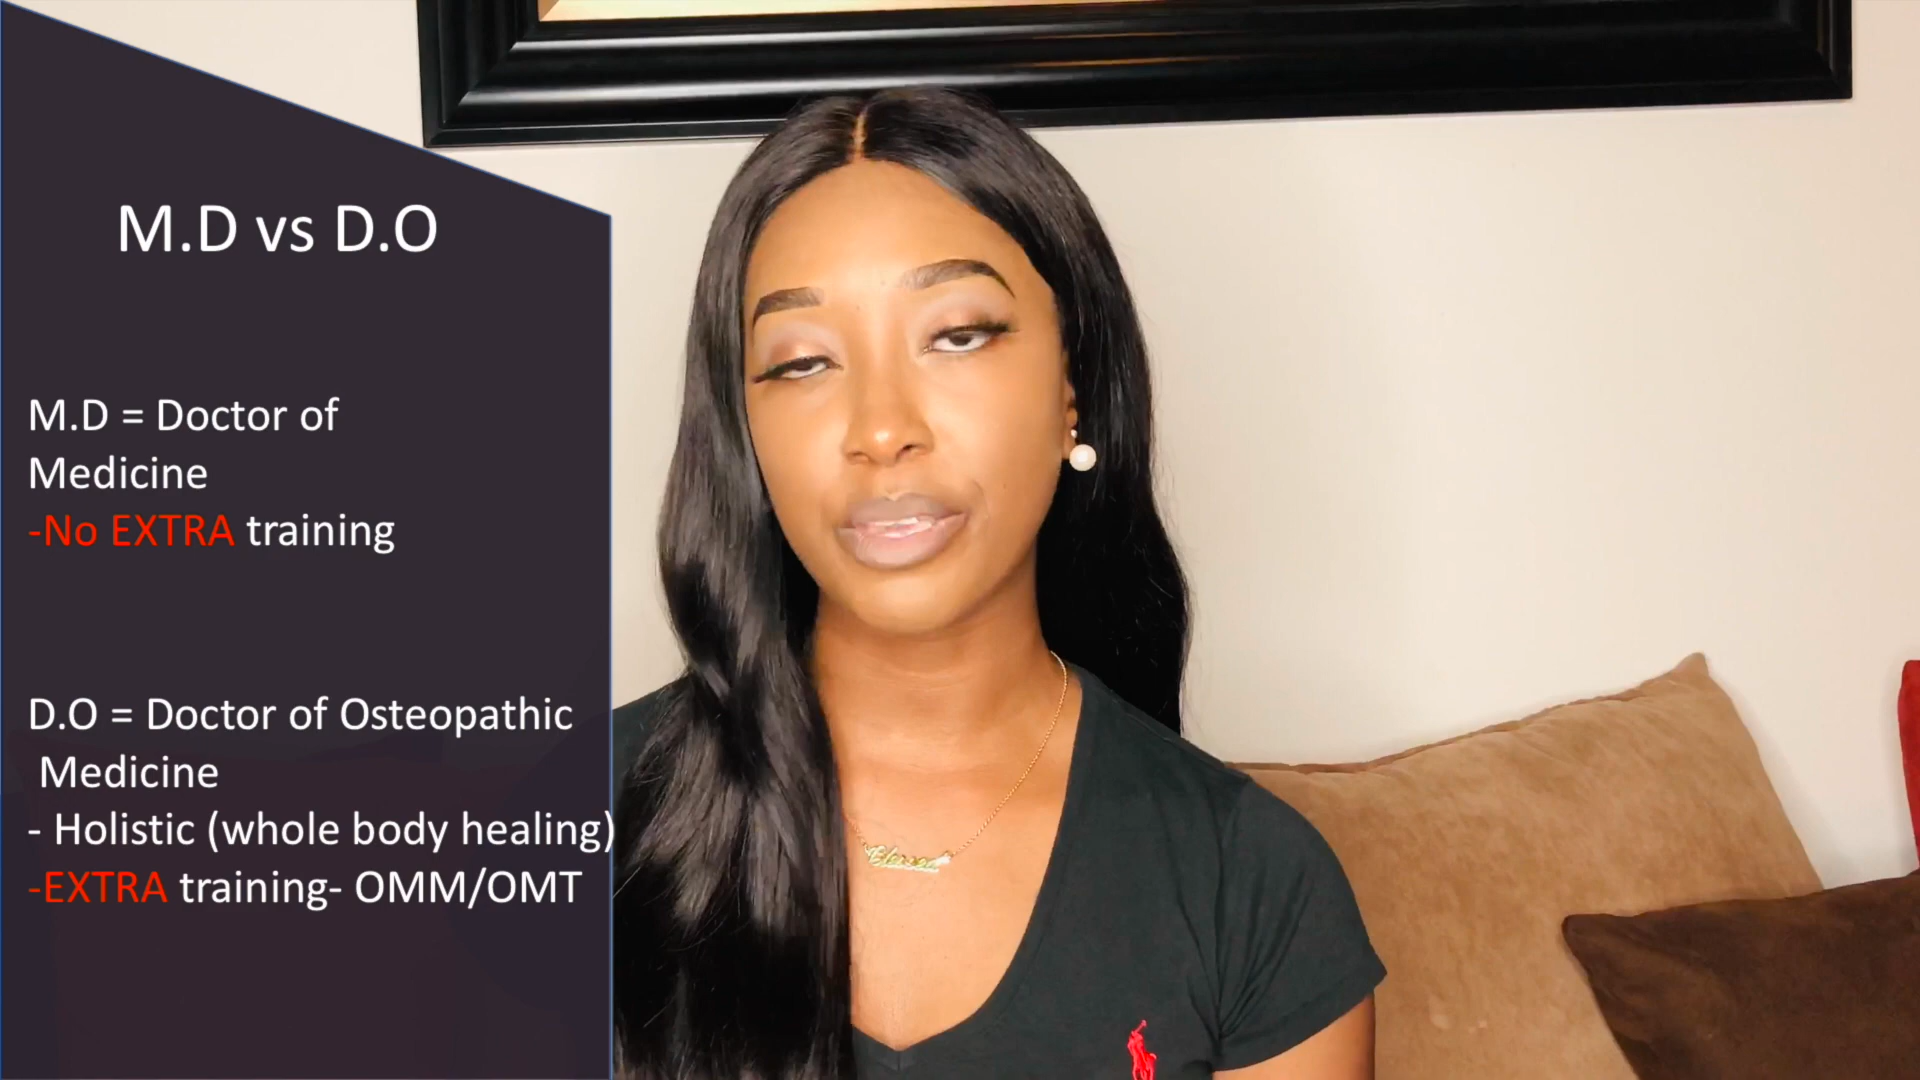 M.D vs D.O
M.D = Doctor of
Medicine
-No EXTRA training
D.O = Doctor of Osteopathic
Medicine
- Holistic (whole body healing)
-EXTRA training- OMM/OMT
Blessed